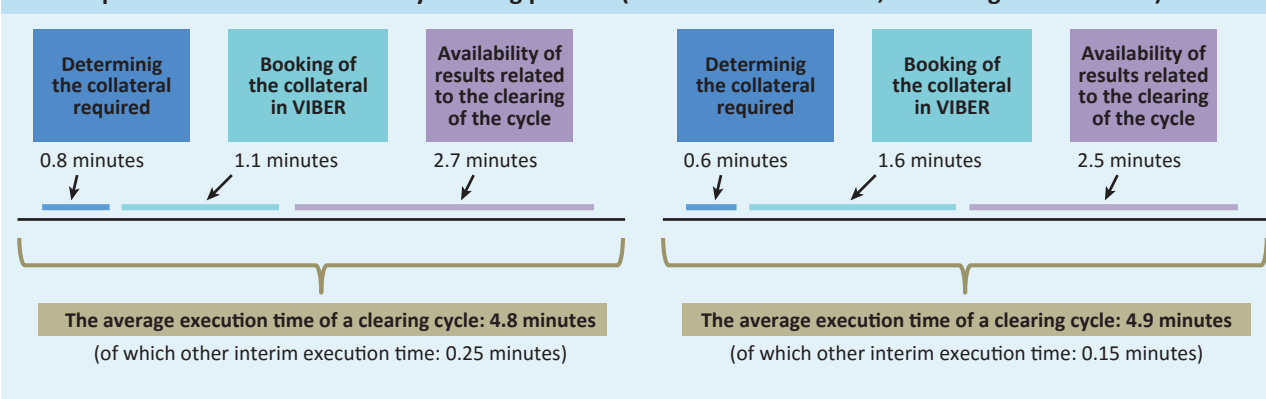 Determinig
the collateral
required
Booking of
the collateral
in VIBER
Availability of
results related
to the clearing
of the cycle
0.8 minutes
1.1 minutes
2.7 minutes
The average execution time of a clearing cycle: 4.8 minutes
(of which other interim execution time: 0.25 minutes)
Determinig
the collateral
required
Booking of
the collateral
in VIBER
Availability of
results related
to the clearing
of the cycle
0.6 minutes
1.6 minutes
2.5 minutes
The average execution time of a clearing cycle: 4.9 minutes
(of which other interim execution time: 0.15 minutes)